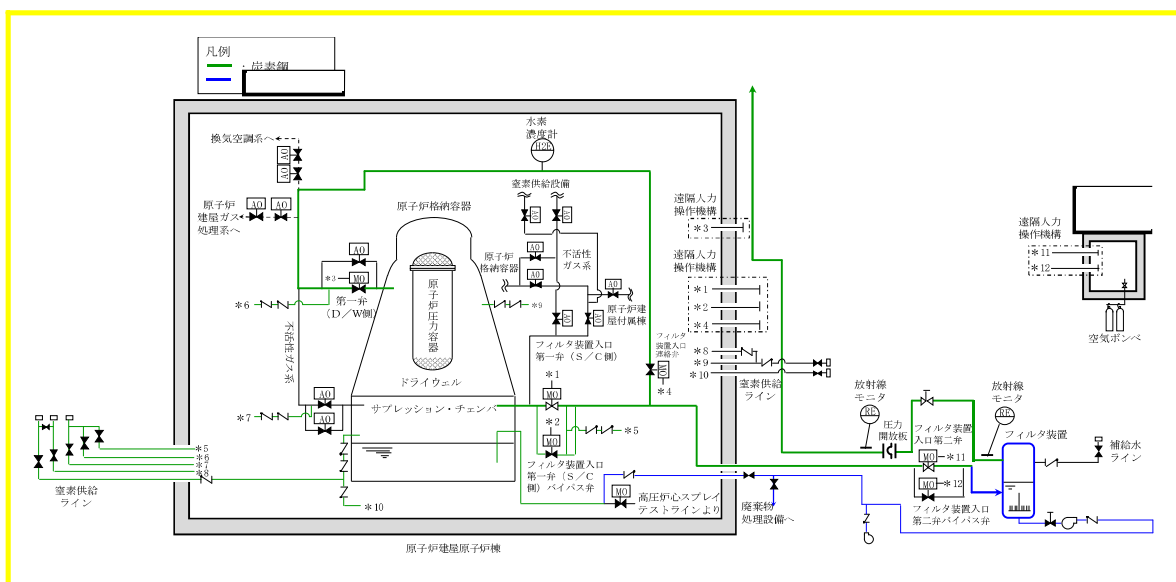 凡例
：炭素鋼
換気空調系へ
AO
AO
原子炉
建屋ガス
処理系へ
AO
AO
水素
濃度計
H2E
原子炉格納容器
窒素供給設備
AO
AO
AO
＊3
MO
第一弁
（D／W側）
原子炉圧力容器
原子炉
格納容器
AO
AO
不活性
ガス系
AO
原子炉建
屋付属棟
AO
AO
＊9
＊6
フィルタ装置入口
第一弁（S／C側）
フィルタ
装置入口
連絡弁
MO
＊4
不活性ガス系
ドライウェル
サプレッション・チェンバ
AO
AO
＊7
＊1
MO
＊2
MO
＊5
フィルタ装置入口
第一弁（S／C
側）バイパス弁
＊5
＊6
＊7
＊8
窒素供給
ライン
＊10
MO
高圧炉心スプレイ
テストラインより
原子炉建屋原子炉棟
遠隔人力
操作機構
＊3
遠隔人力
操作機構
＊1
＊2
＊4
＊8
＊9
＊10
窒素供給
ライン
廃棄物
処理設備へ
放射線
モニタ
RE
圧力
開放板
フィルタ装置
入口第二弁
MO
＊11
MO
＊12
フィルタ装置入口
第二弁バイパス弁
放射線
モニタ
RE
フィルタ装置
補給水
ライン
遠隔人力
操作機構
＊11
＊12
空気ボンベ